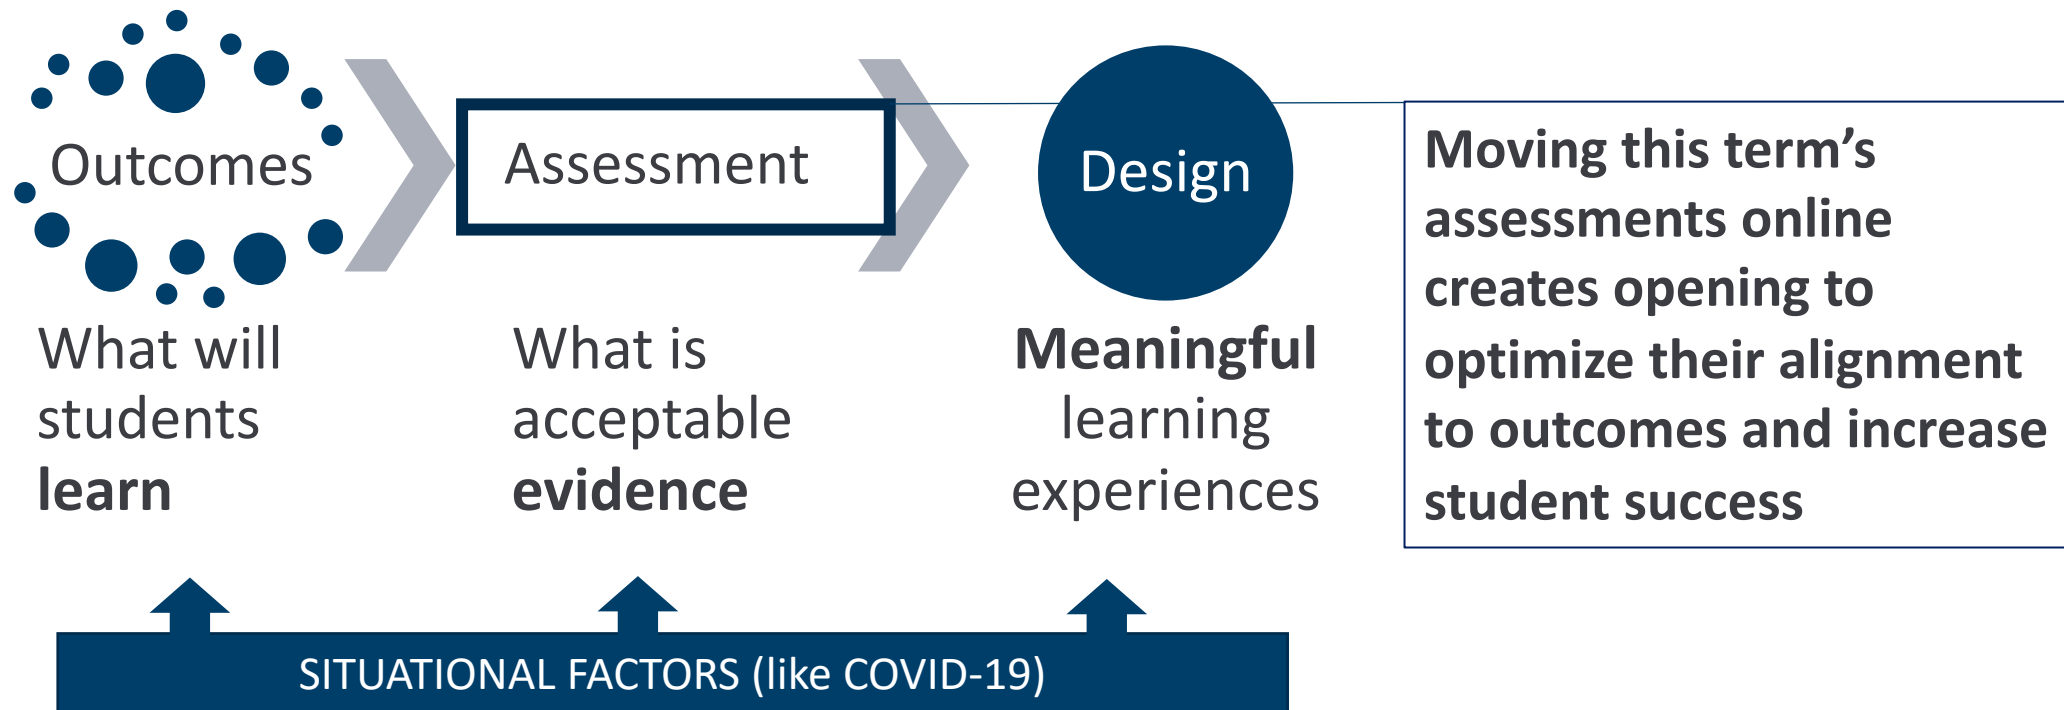 Outcomes
Assessment
Design
What will
students
learn
What is
acceptable
evidence
Meaningful
learning
experiences
Moving this term’s
assessments online
creates opening to
optimize their alignment
to outcomes and increase
student success
SITUATIONAL FACTORS (like COVID-19)